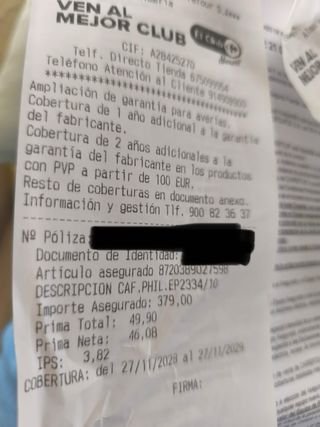 VEN AL
MEJOR CLUB
El Club
CIF: A28425270
Telf. Directo Tienda
Teléfono Atención al Cliente
************************
Ampliación de garantía para averías.
Cobertura de 1 año adicional a la garantía
del fabricante.
Cobertura de 2 años adicionales a la
garantía del fabricante en los productos
con PVP a partir de 100 EUR.
Resto de coberturas en documento anexo.
Información y gestión Tlf. 900 82 36 37
Nº Póliza:
Documento de Identidad:
Artículo asegurado 8720389027598
DESCRIPCION CAF.PHIL.EP2334/10
Importe Asegurado: 379,00
Prima Total: 49,90
Prima Neta: 46,08
IPS: 3,82
COBERTURA: del 27/11/2028 al 27/11/2029
FIRMA: